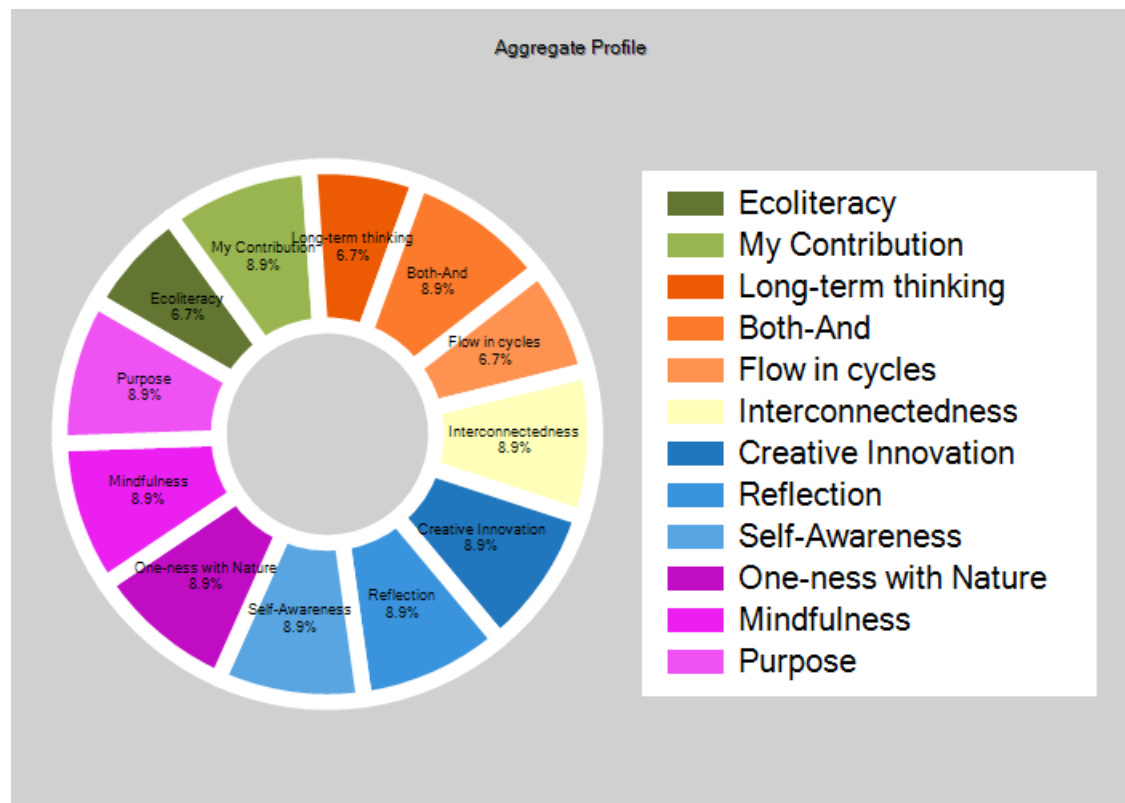 Aggregate Profile
Long-term thinking
6.7%
My Contribution
8.9%
Both-And
8.9%
Ecoliteracy
6.7%
Flow in cycles
6.7%
Purpose
8.9%
Interconnectedness
8.9%
Mindfulness
8.9%
Creative Innovation
8.9%
One-ness with Nature
8.9%
Reflection
8.9%
Self-Awareness
8.9%
Ecoliteracy
My Contribution
Long-term thinking
Both-And
Flow in cycles
Interconnectedness
Creative Innovation
Reflection
Self-Awareness
One-ness with Nature
Mindfulness
Purpose